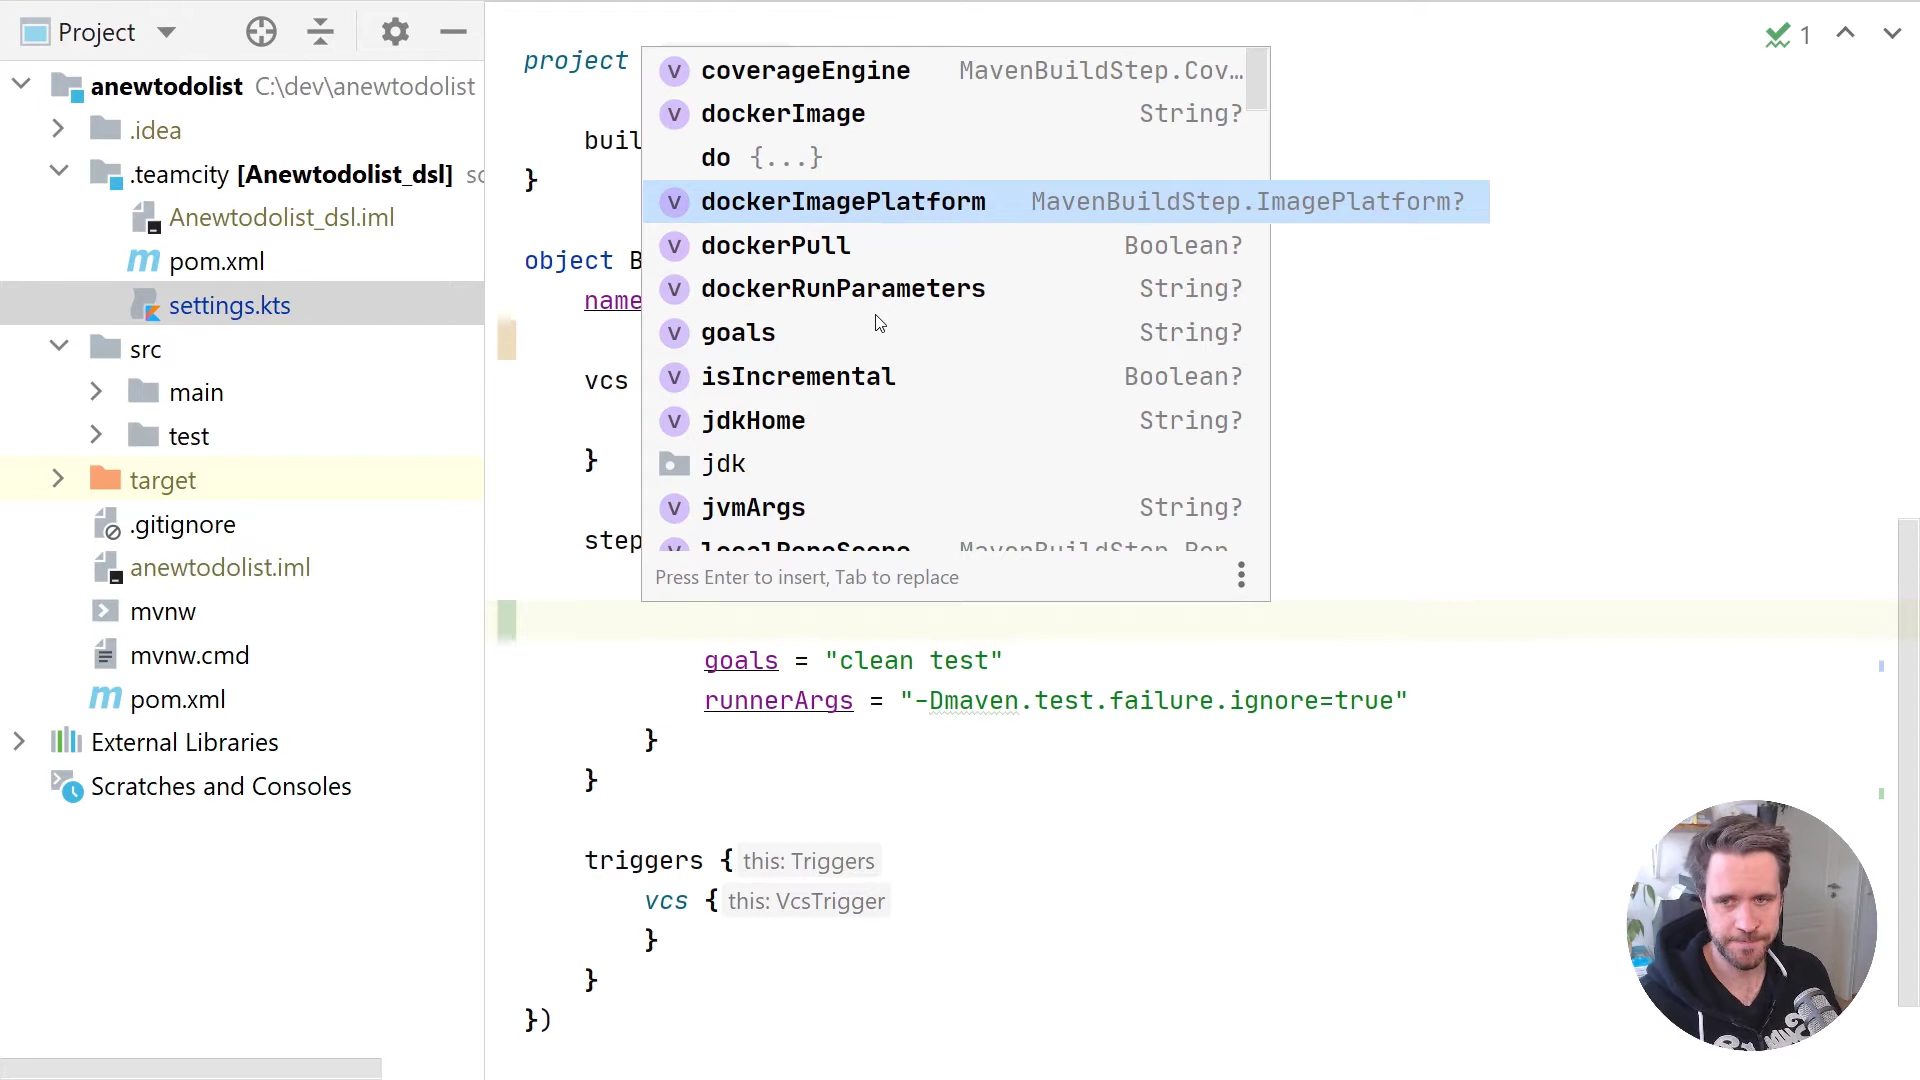 Project
anewtodolist C:\dev\anewtodolist
.idea
.teamcity [Anewtodolist_dsl]
Anewtodolist_dsl.iml
pom.xml
settings.kts
src
main
test
target
.gitignore
anewtodolist.iml
mvnw
mvnw.cmd
pom.xml
External Libraries
Scratches and Consoles
1
project
buil
}
object B
name
vcs
}
step
coverageEngine MavenBuildStep.Cov…
dockerImage String?
do {...}
dockerImagePlatform MavenBuildStep.ImagePlatform?
dockerPull Boolean?
dockerRunParameters String?
goals String?
isIncremental Boolean?
jdkHome String?
jdk
jvmArgs String?
Press Enter to insert, Tab to replace
goals = "clean test"
runnerArgs = "-Dmaven.test.failure.ignore=true"
}
}
triggers { this: Triggers
vcs { this: VcsTrigger
}
}
})